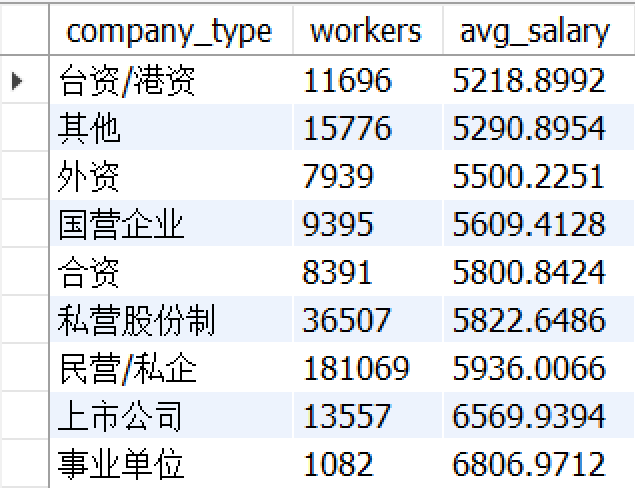 company_type workers avg_salary
台资/港资 11696 5218.8992
其他 15776 5290.8954
外资 7939 5500.2251
国营企业 9395 5609.4128
合资 8391 5800.8424
私营股份制 36507 5822.6486
民营/私企 181069 5936.0066
上市公司 13557 6569.9394
事业单位 1082 6806.9712